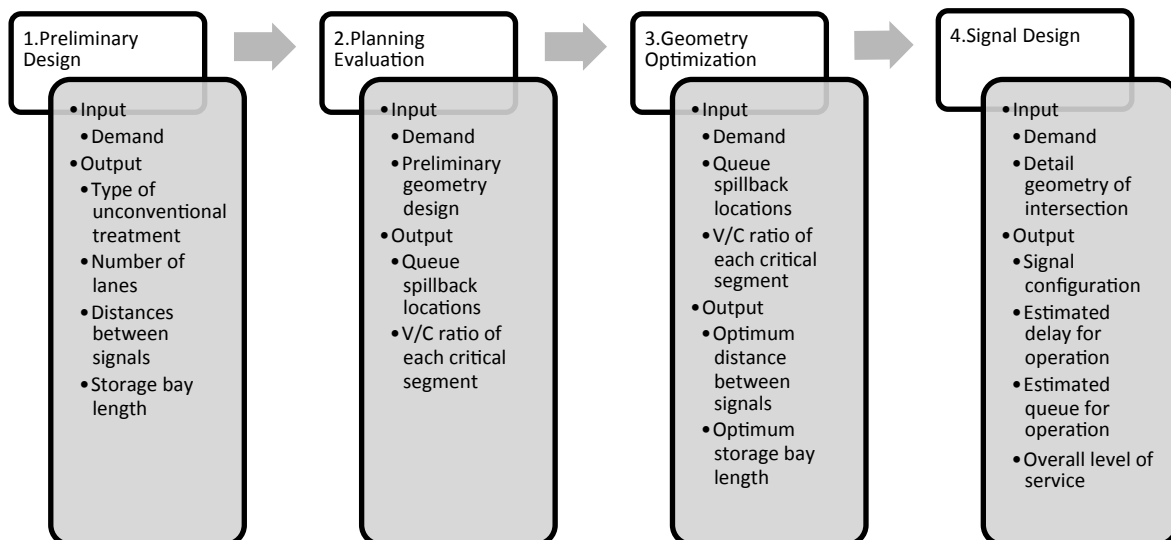 1.Preliminary
Design
• Input
• Demand
• Output
• Type of
unconventional
treatment
• Number of
lanes
• Distances
between
signals
• Storage bay
length
2.Planning
Evaluation
• Input
• Demand
• Preliminary
geometry
design
• Output
• Queue
spillback
locations
• V/C ratio of
each critical
segment
3.Geometry
Optimization
• Input
• Demand
• Queue
spillback
locations
• V/C ratio of
each critical
segment
• Output
• Optimum
distance
between
signals
• Optimum
storage bay
length
4.Signal Design
• Input
• Demand
• Detail
geometry of
intersection
• Output
• Signal
configuration
• Estimated
delay for
operation
• Estimated
queue for
operation
• Overall level of
service